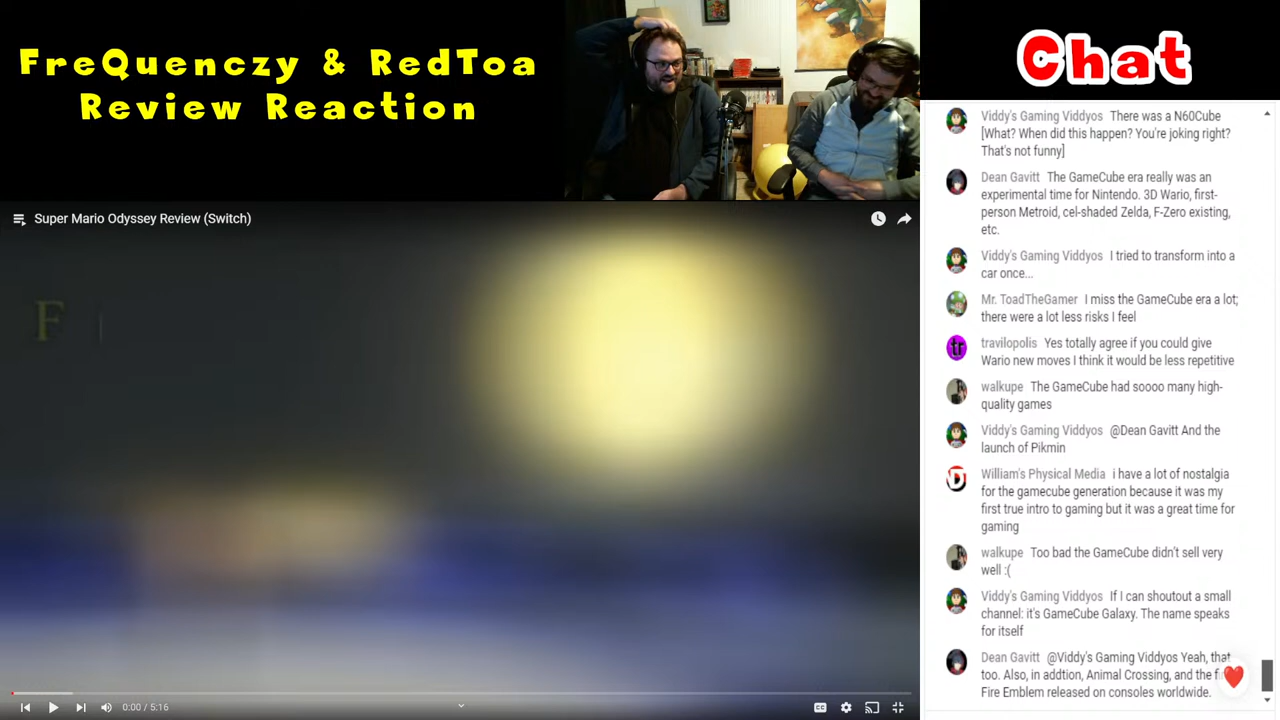 FreQuenczy & RedToa
Review Reaction
Chat
Super Mario Odyssey Review (Switch)
F
0:00 / 5:16
Viddy's Gaming Viddyos There was a N60Cube
[What? When did this happen? You're joking right?
That's not funny]
Dean Gavitt The GameCube era really was an
experimental time for Nintendo. 3D Wario, first-
person Metroid, cel-shaded Zelda, F-Zero existing,
etc.
Viddy's Gaming Viddyos I tried to transform into a
car once...
Mr. ToadTheGamer I miss the GameCube era a lot;
there were a lot less risks I feel
tr
travilopolis Yes totally agree if you could give
Wario new moves I think it would be less repetitive
walkupe The GameCube had soooo many high-
quality games
Viddy's Gaming Viddyos @Dean Gavitt And the
launch of Pikmin
William's Physical Media i have a lot of nostalgia
for the gamecube generation because it was my
first true intro to gaming but it was a great time for
gaming
walkupe Too bad the GameCube didn't sell very
well :(
Viddy's Gaming Viddyos If I can shoutout a small
channel: it's GameCube Galaxy. The name speaks
for itself
Dean Gavitt @Viddy's Gaming Viddyos Yeah, that
too. Also, in addtion, Animal Crossing, and the
Fire Emblem released on consoles worldwide.